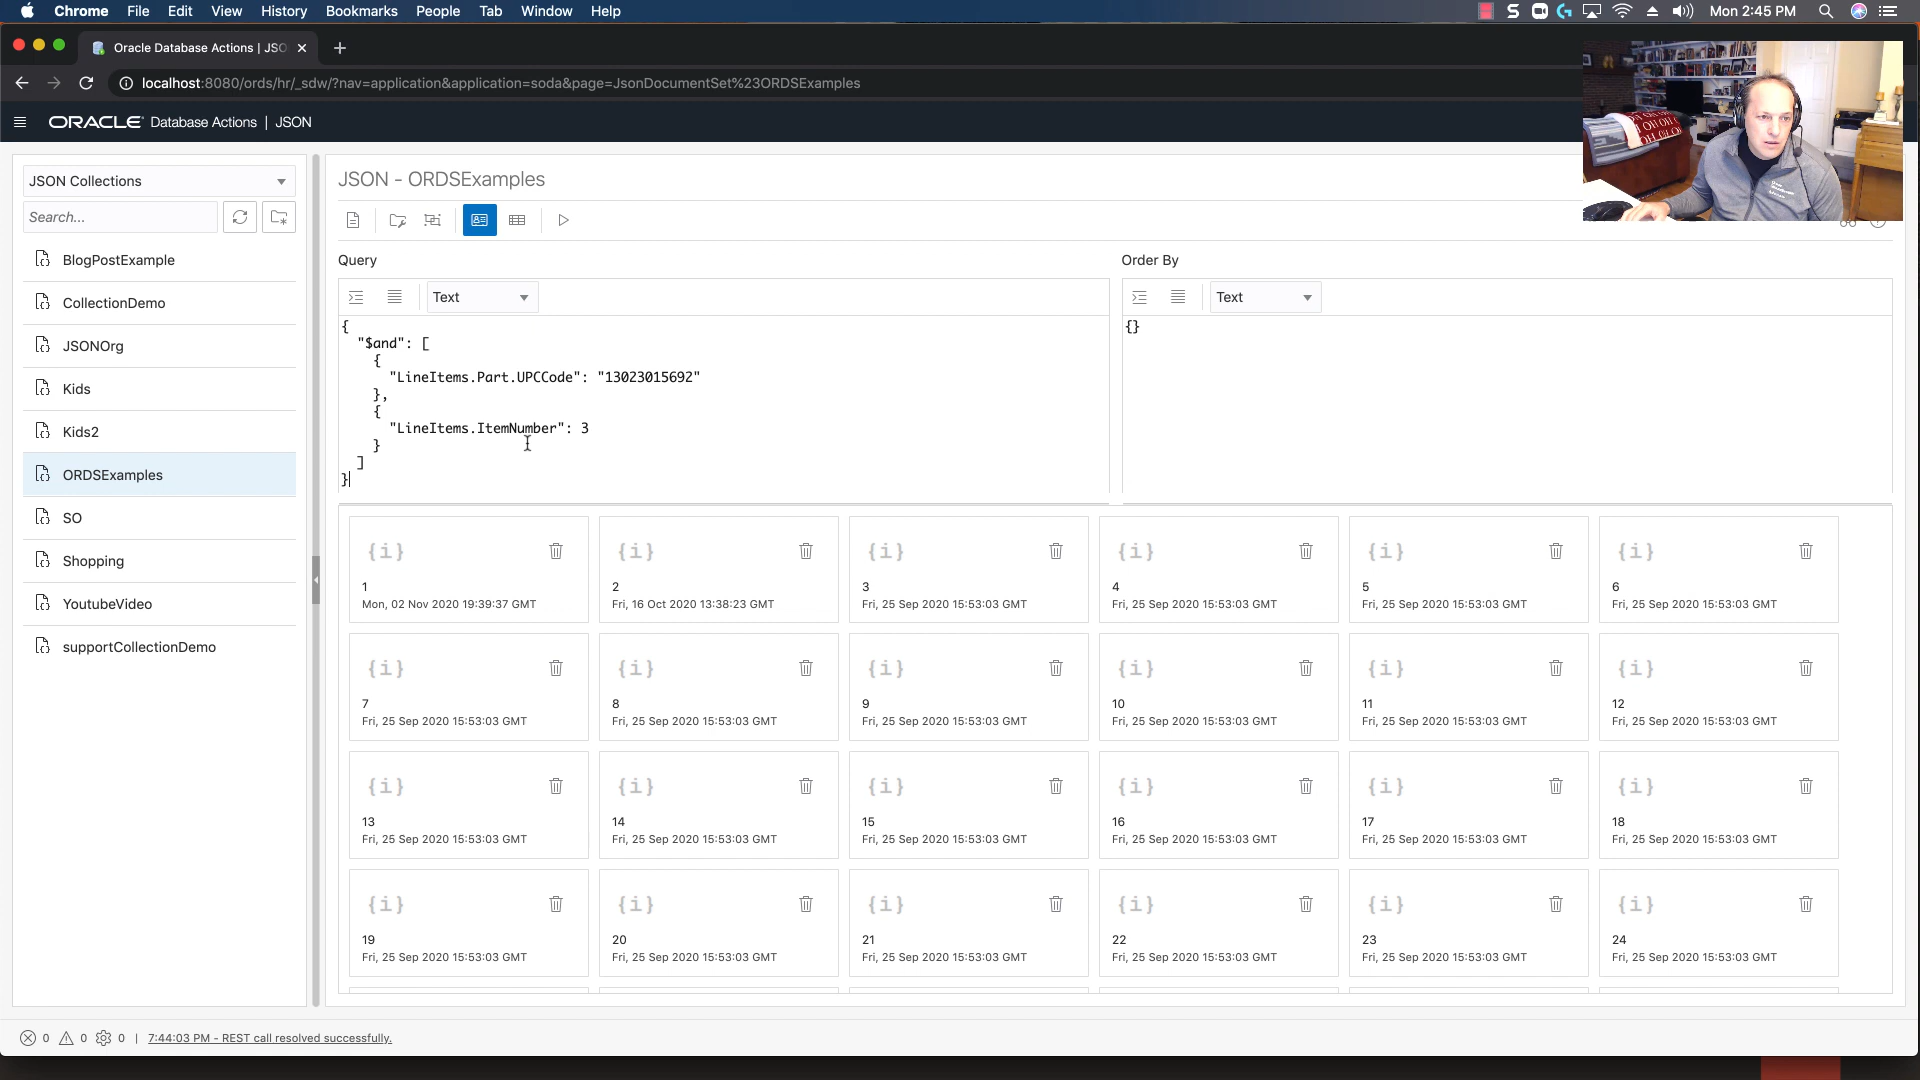 Chrome File Edit View History Bookmarks People Tab Window Help
Mon 2:45 PM
Oracle Database Actions | JSO
localhost:8080/ords/hr/_sdw/?nav=application&application=soda&page=JsonDocumentSet%23ORDSExamples
ORACLE Database Actions | JSON
JSON Collections
Search...
BlogPostExample
CollectionDemo
JSONOrg
Kids
Kids2
ORDSExamples
SO
Shopping
YoutubeVideo
supportCollectionDemo
JSON - ORDSExamples
Query
Text
{
"$and": [
{
"LineItems.Part.UPCCode": "13023015692"
},
{
"LineItems.ItemNumber": 3
}
]
}
Order By
Text
{}
{i} {i} {i} {i} {i} {i}
1 2 3 4 5 6
Mon, 02 Nov 2020 19:39:37 GMT Fri, 16 Oct 2020 13:38:23 GMT Fri, 25 Sep 2020 15:53:03 GMT Fri, 25 Sep 2020 15:53:03 GMT Fri, 25 Sep 2020 15:53:03 GMT Fri, 25 Sep 2020 15:53:03 GMT
{i} {i} {i} {i} {i} {i}
7 8 9 10 11 12
Fri, 25 Sep 2020 15:53:03 GMT Fri, 25 Sep 2020 15:53:03 GMT Fri, 25 Sep 2020 15:53:03 GMT Fri, 25 Sep 2020 15:53:03 GMT Fri, 25 Sep 2020 15:53:03 GMT Fri, 25 Sep 2020 15:53:03 GMT
{i} {i} {i} {i} {i} {i}
13 14 15 16 17 18
Fri, 25 Sep 2020 15:53:03 GMT Fri, 25 Sep 2020 15:53:03 GMT Fri, 25 Sep 2020 15:53:03 GMT Fri, 25 Sep 2020 15:53:03 GMT Fri, 25 Sep 2020 15:53:03 GMT Fri, 25 Sep 2020 15:53:03 GMT
{i} {i} {i} {i} {i} {i}
19 20 21 22 23 24
Fri, 25 Sep 2020 15:53:03 GMT Fri, 25 Sep 2020 15:53:03 GMT Fri, 25 Sep 2020 15:53:03 GMT Fri, 25 Sep 2020 15:53:03 GMT Fri, 25 Sep 2020 15:53:03 GMT Fri, 25 Sep 2020 15:53:03 GMT
0 0 0 | 7:44:03 PM - REST call resolved successfully.